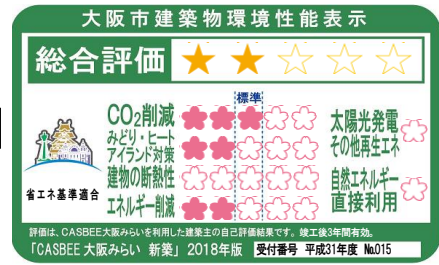 大阪市建築物環境性能表示
総合評価 ★★☆☆☆
標準
CO₂削減
みどり・ヒート
アイランド対策
建物の断熱性
エネルギー削減
太陽光発電
その他再生エネ
自然エネルギー
直接利用
省エネ基準適合
評価は、CASBEE大阪みらいを利用した建築主の自己評価結果です。竣工後3年間有効。
「CASBEE大阪みらい 新築」2018年版 受付番号 平成31年度 №015